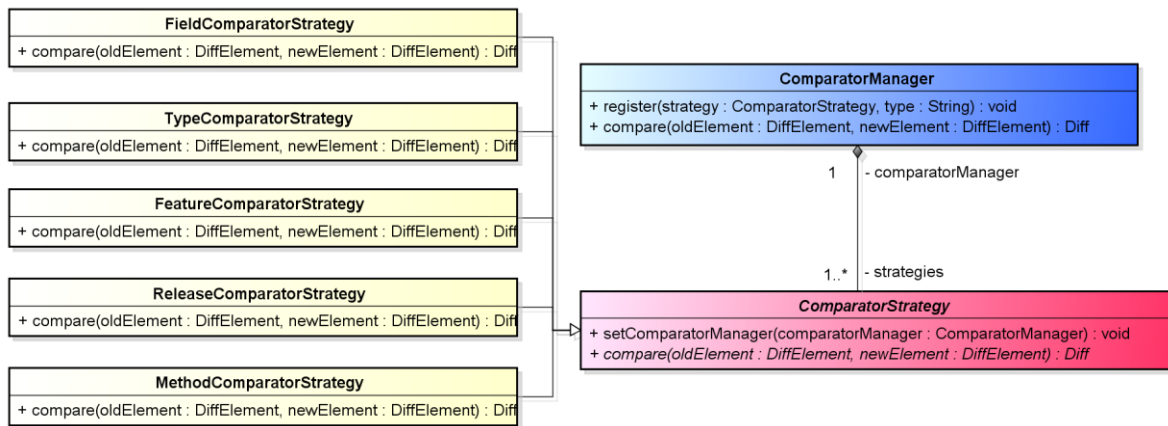 FieldComparatorStrategy
+ compare(oldElement : DiffElement, newElement : DiffElement) : Diff
TypeComparatorStrategy
+ compare(oldElement : DiffElement, newElement : DiffElement) : Diff
FeatureComparatorStrategy
+ compare(oldElement : DiffElement, newElement : DiffElement) : Diff
ReleaseComparatorStrategy
+ compare(oldElement : DiffElement, newElement : DiffElement) : Diff
MethodComparatorStrategy
+ compare(oldElement : DiffElement, newElement : DiffElement) : Diff
ComparatorManager
+ register(strategy : ComparatorStrategy, type : String) : void
+ compare(oldElement : DiffElement, newElement : DiffElement) : Diff
1 - comparatorManager
1..* - strategies
ComparatorStrategy
+ setComparatorManager(comparatorManager : ComparatorManager) : void
+ compare(oldElement : DiffElement, newElement : DiffElement) : Diff